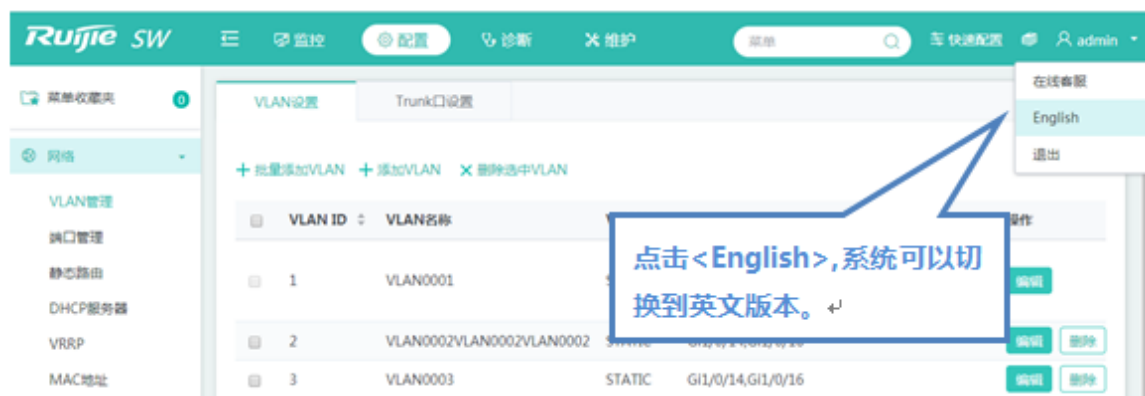 Ruijie SW
监控
配置
诊断
维护
菜单
快速配置
admin
在线客服
English
退出
菜单收藏夹
0
网络
VLAN管理
端口管理
静态路由
DHCP服务器
VRRP
MAC地址
VLAN设置
Trunk口设置
+ 批量添加VLAN + 添加VLAN × 删除选中VLAN
VLAN ID VLAN名称
1 VLAN0001 编辑
2 VLAN0002VLAN0002VLAN0002 STATIC 编辑 删除
3 VLAN0003 STATIC Gi1/0/14,Gi1/0/16 编辑 删除
点击<English>,系统可以切
换到英文版本。↵